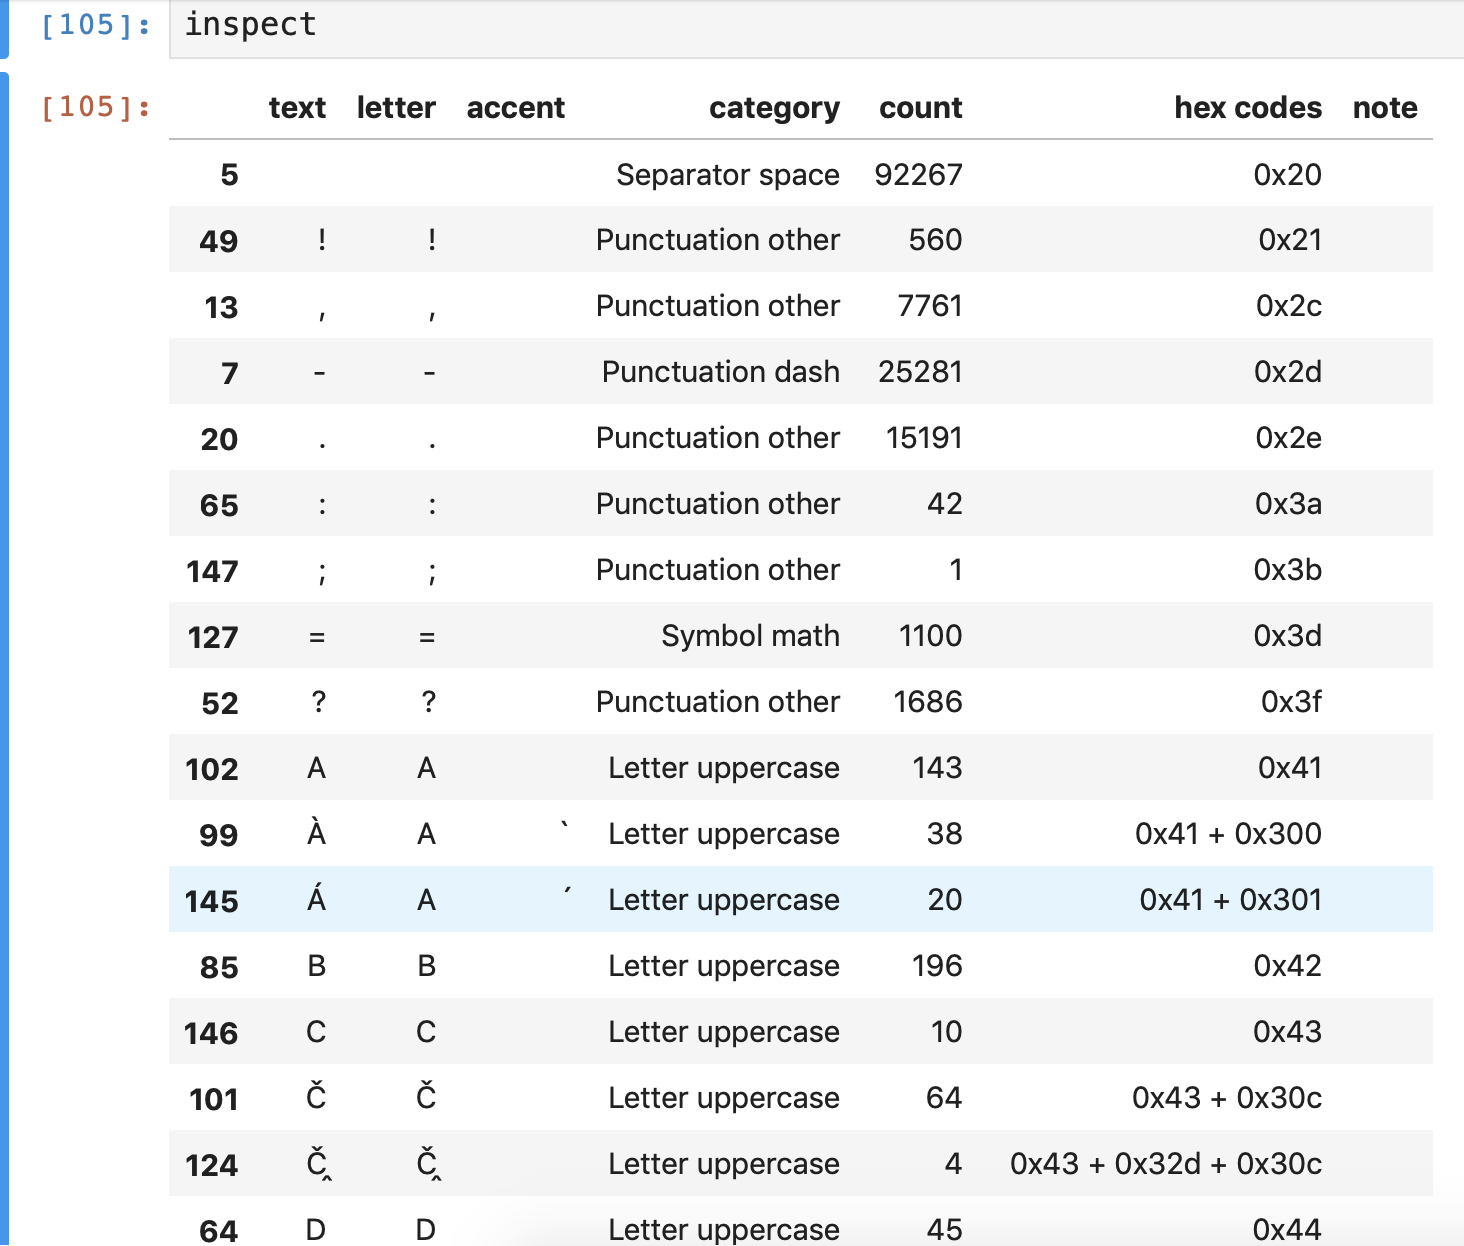 [105]: inspect
[105]: text letter accent category count hex codes note
5 Separator space 92267 0x20
49 ! ! Punctuation other 560 0x21
13 , , Punctuation other 7761 0x2c
7 - - Punctuation dash 25281 0x2d
20 . . Punctuation other 15191 0x2e
65 : : Punctuation other 42 0x3a
147 ; ; Punctuation other 1 0x3b
127 = = Symbol math 1100 0x3d
52 ? ? Punctuation other 1686 0x3f
102 A A Letter uppercase 143 0x41
99 À A ̀ Letter uppercase 38 0x41 + 0x300
145 Á A ́ Letter uppercase 20 0x41 + 0x301
85 B B Letter uppercase 196 0x42
146 C C Letter uppercase 10 0x43
101 Č Č Letter uppercase 64 0x43 + 0x30c
124 Č̭ Č̭ Letter uppercase 4 0x43 + 0x32d + 0x30c
64 D D Letter uppercase 45 0x44